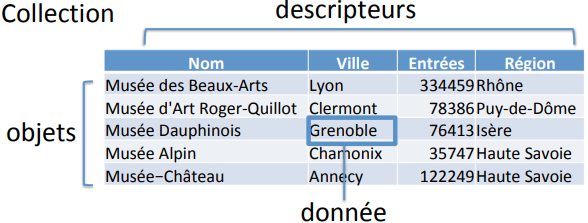 Collection
descripteurs
Nom Ville Entrées Région
Musée des Beaux-Arts Lyon 334459 Rhône
Musée d'Art Roger-Quillot Clermont 78386 Puy-de-Dôme
objets
Musée Dauphinois Grenoble 76413 Isère
Musée Alpin Chamonix 35747 Haute Savoie
Musée−Château Annecy 122249 Haute Savoie
donnée